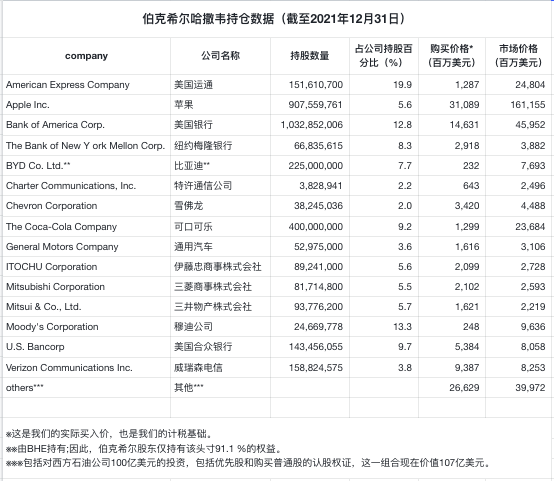 伯克希尔哈撒韦持仓数据（截至2021年12月31日）
company 公司名称 持股数量 占公司持股百分比（%） 购买价格*（百万美元） 市场价格（百万美元）
American Express Company 美国运通 151,610,700 19.9 1,287 24,804
Apple Inc. 苹果 907,559,761 5.6 31,089 161,155
Bank of America Corp. 美国银行 1,032,852,006 12.8 14,631 45,952
The Bank of New Y ork Mellon Corp. 纽约梅隆银行 66,835,615 8.3 2,918 3,882
BYD Co. Ltd.** 比亚迪** 225,000,000 7.7 232 7,693
Charter Communications, Inc. 特许通信公司 3,828,941 2.2 643 2,496
Chevron Corporation 雪佛龙 38,245,036 2.0 3,420 4,488
The Coca-Cola Company 可口可乐 400,000,000 9.2 1,299 23,684
General Motors Company 通用汽车 52,975,000 3.6 1,616 3,106
ITOCHU Corporation 伊藤忠商事株式会社 89,241,000 5.6 2,099 2,728
Mitsubishi Corporation 三菱商事株式会社 81,714,800 5.5 2,102 2,593
Mitsui & Co., Ltd. 三井物产株式会社 93,776,200 5.7 1,621 2,219
Moody's Corporation 穆迪公司 24,669,778 13.3 248 9,636
U.S. Bancorp 美国合众银行 143,456,055 9.7 5,384 8,058
Verizon Communications Inc. 威瑞森电信 158,824,575 3.8 9,387 8,253
others*** 其他*** 26,629 39,972
※这是我们的实际买入价，也是我们的计税基础。
※※由BHE持有;因此，伯克希尔股东仅持有该头寸91.1 %的权益。
※※※包括对西方石油公司100亿美元的投资，包括优先股和购买普通股的认股权证，这一组合现在价值107亿美元。